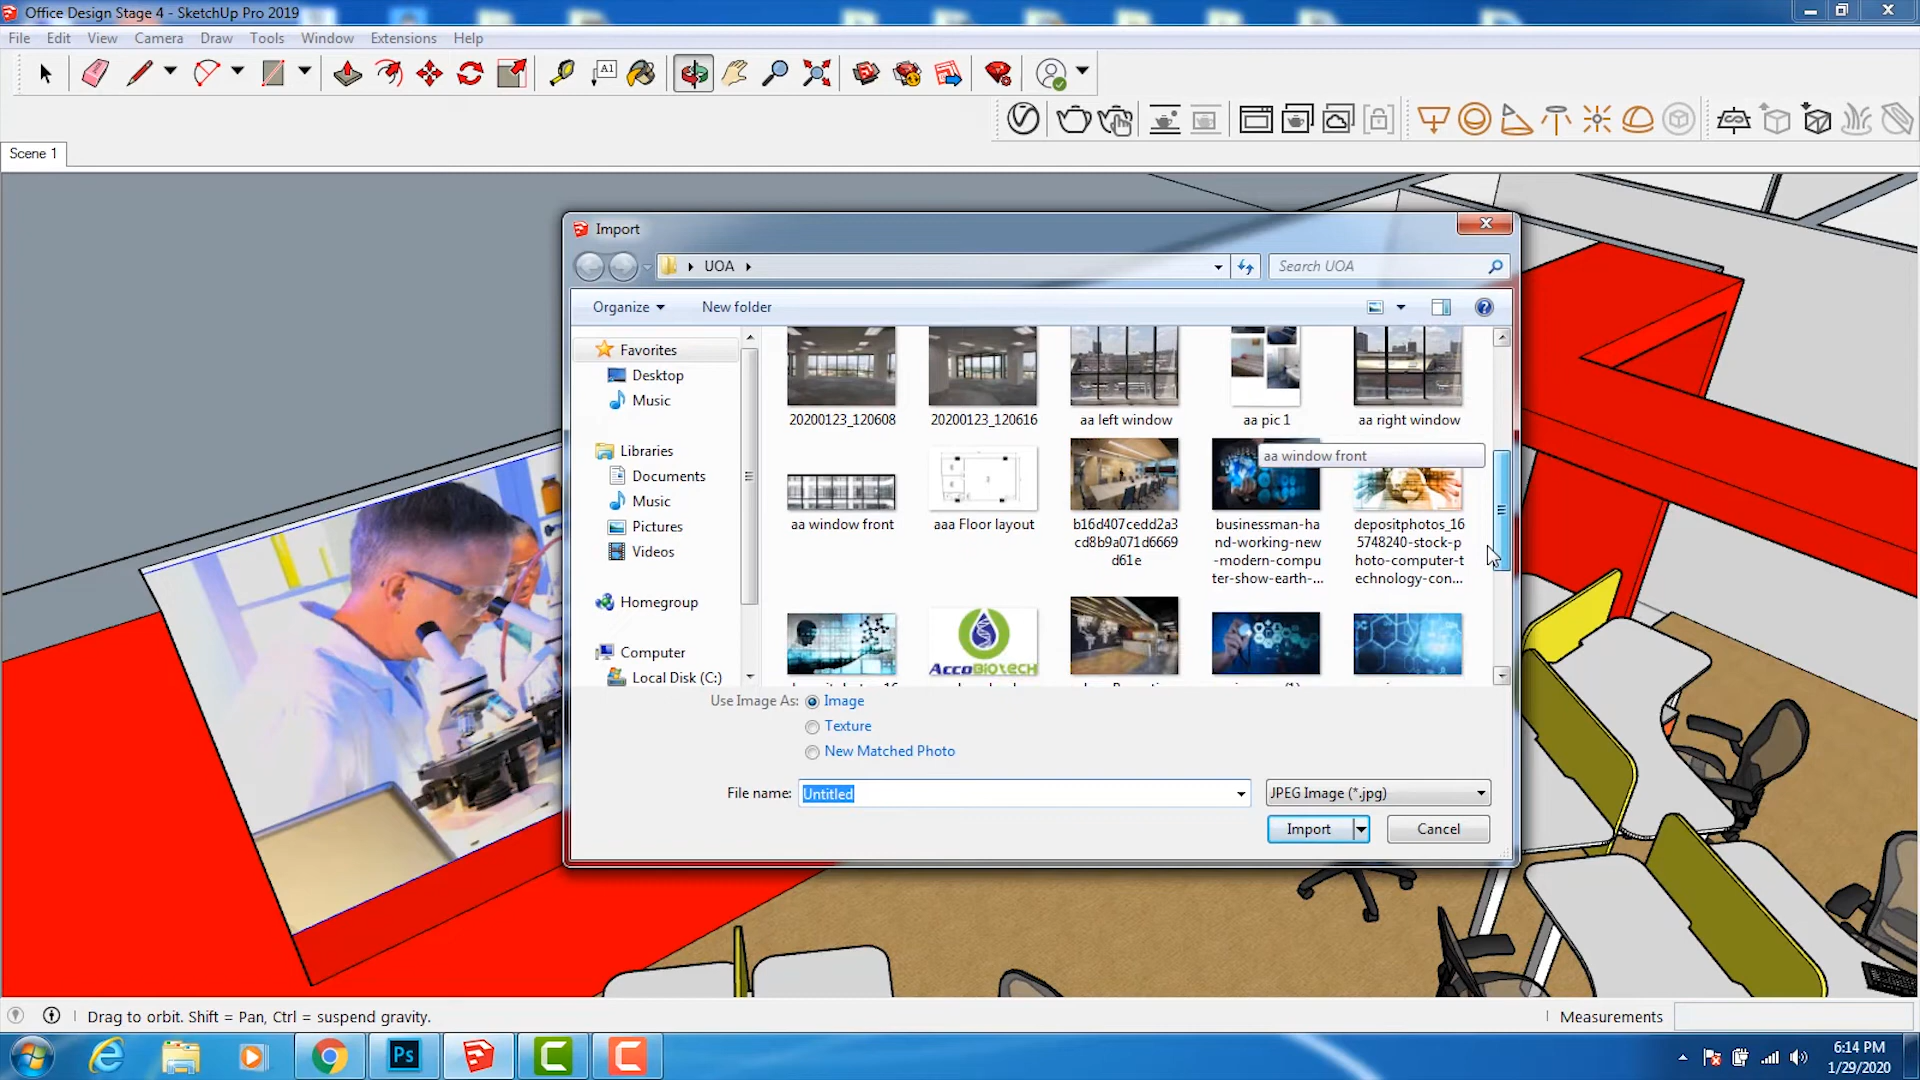 Office Design Stage 4 - SketchUp Pro 2019
File Edit View Camera Draw Tools Window Extensions Help
A1
Scene 1
Import
UOA
Search UOA
Organize
New folder
Favorites
Desktop
Music
Libraries
Documents
Music
Pictures
Videos
Homegroup
Computer
Local Disk (C:)
20200123_120608
20200123_120616
aa left window
aa pic 1
aa right window
aa window front
aa window front
aaa Floor layout
b16d407cedd2a3
cd8b9a071d6669
d61e
businessman-ha
nd-working-new
-modern-compu
ter-show-earth-...
depositphotos_16
5748240-stock-p
hoto-computer-t
echnology-con...
AccoBiotech
Use Image As:
Image
Texture
New Matched Photo
File name:
Untitled
JPEG Image (*.jpg)
Import
Cancel
Drag to orbit. Shift = Pan, Ctrl = suspend gravity.
Measurements
Ps
6:14 PM
1/29/2020